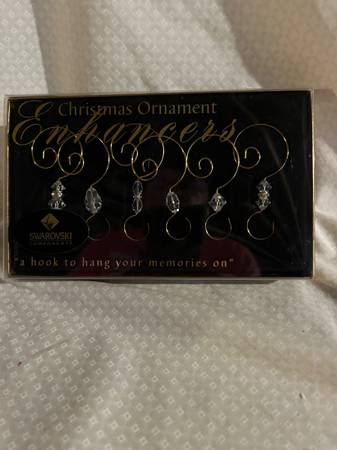 Christmas Ornament
Enhancers
SWAROVSKI
COMPONENTS
"a hook to hang your memories on"